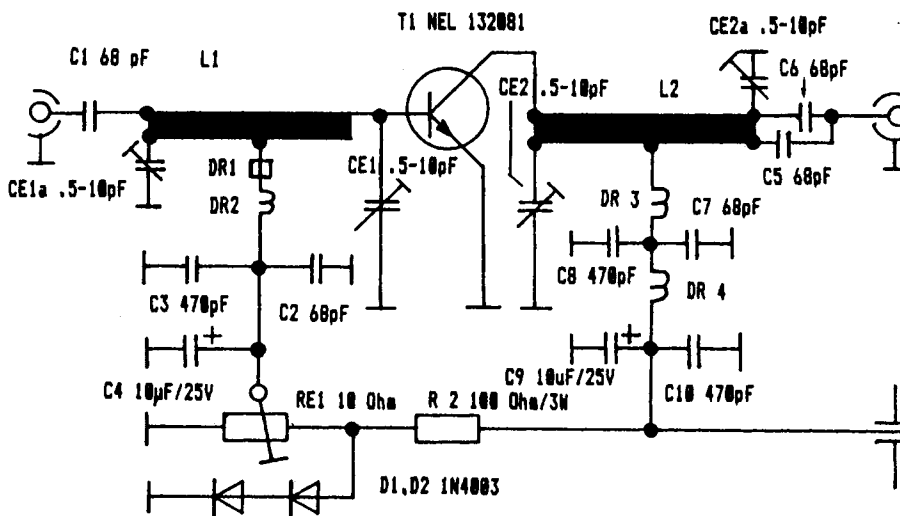 T1 NEL 132081
CE2a .5-10pF
C1 68 pF
L1
C6 68pF
CE2 .5-10pF
L2
DR1
CE1 .5-10pF
CE1a .5-10pF
C5 68pF
DR2
DR 3
C7 68pF
C3 470pF
C2 68pF
C8 470pF
DR 4
+
+
C4 10µF/25V
C9 10uF/25V
C10 470pF
RE1 10 Ohm
R 2 100 Ohm/3W
D1,D2 1N4003